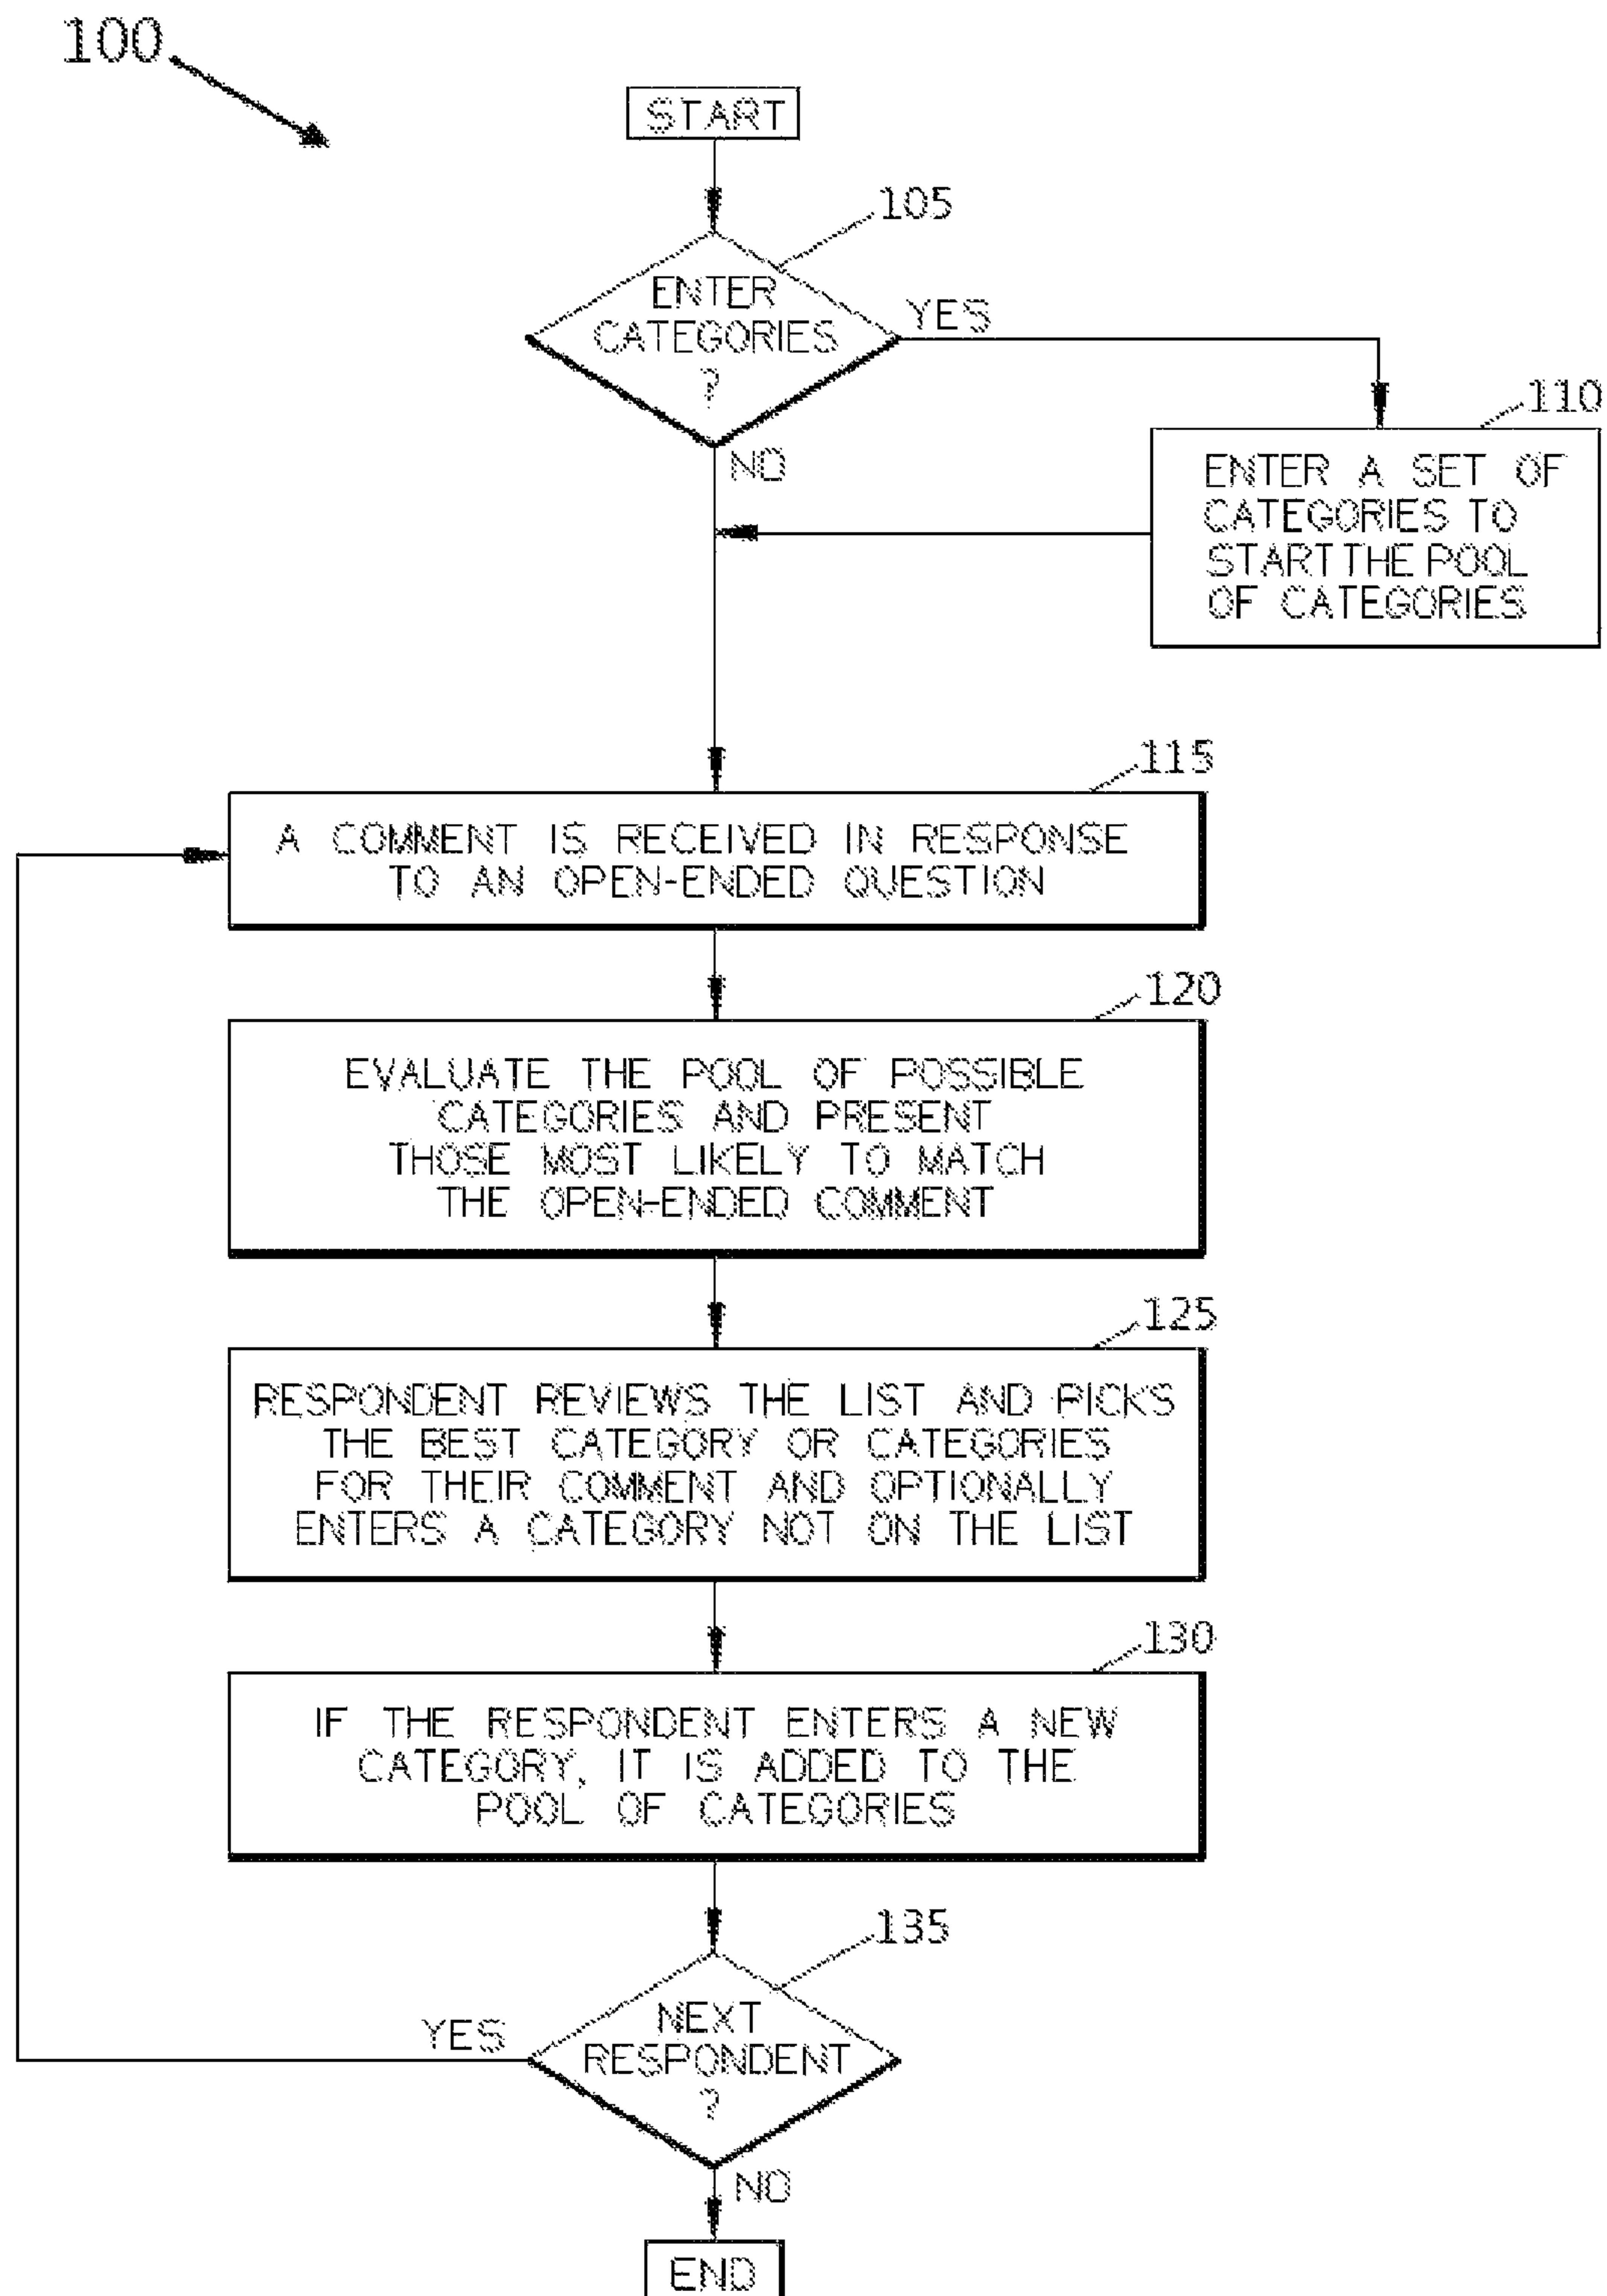 100
START
105
ENTER
CATEGORIES
?
YES
NO
110
ENTER A SET OF
CATEGORIES TO
START THE POOL
OF CATEGORIES
115
A COMMENT IS RECEIVED IN RESPONSE
TO AN OPEN-ENDED QUESTION
120
EVALUATE THE POOL OF POSSIBLE
CATEGORIES AND PRESENT
THOSE MOST LIKELY TO MATCH
THE OPEN-ENDED COMMENT
125
RESPONDENT REVIEWS THE LIST AND PICKS
THE BEST CATEGORY OR CATEGORIES
FOR THEIR COMMENT AND OPTIONALLY
ENTERS A CATEGORY NOT ON THE LIST
130
IF THE RESPONDENT ENTERS A NEW
CATEGORY, IT IS ADDED TO THE
POOL OF CATEGORIES
135
NEXT
RESPONDENT
?
YES
NO
END